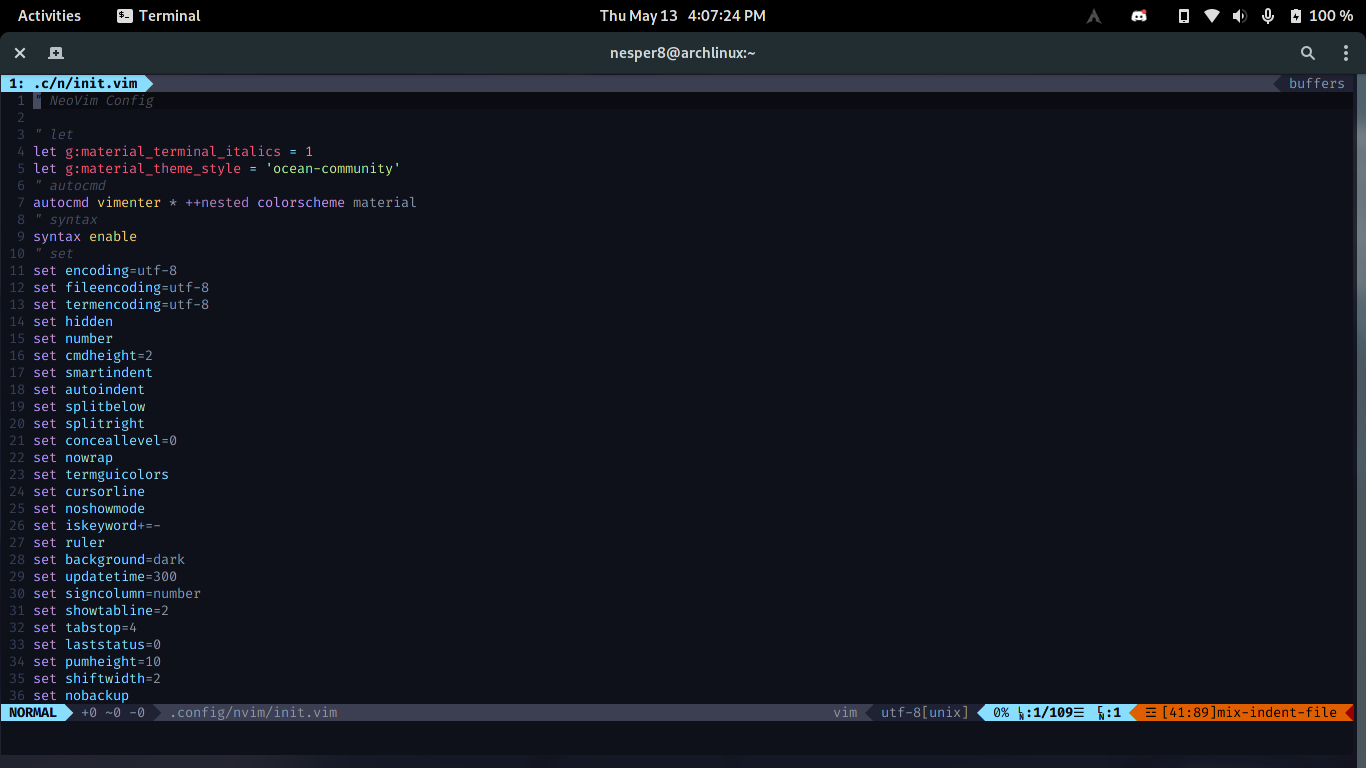 Activities Terminal Thu May 13 4:07:24 PM 100 %
nesper8@archlinux:~
1: .c/n/init.vim buffers
1 " NeoVim Config
2
3 " let
4 let g:material_terminal_italics = 1
5 let g:material_theme_style = 'ocean-community'
6 " autocmd
7 autocmd vimenter * ++nested colorscheme material
8 " syntax
9 syntax enable
10 " set
11 set encoding=utf-8
12 set fileencoding=utf-8
13 set termencoding=utf-8
14 set hidden
15 set number
16 set cmdheight=2
17 set smartindent
18 set autoindent
19 set splitbelow
20 set splitright
21 set conceallevel=0
22 set nowrap
23 set termguicolors
24 set cursorline
25 set noshowmode
26 set iskeyword+=-
27 set ruler
28 set background=dark
29 set updatetime=300
30 set signcolumn=number
31 set showtabline=2
32 set tabstop=4
33 set laststatus=0
34 set pumheight=10
35 set shiftwidth=2
36 set nobackup
NORMAL +0 ~0 -0 .config/nvim/init.vim vim utf-8[unix] 0% :1/109☰ :1 ☲ [41:89]mix-indent-file